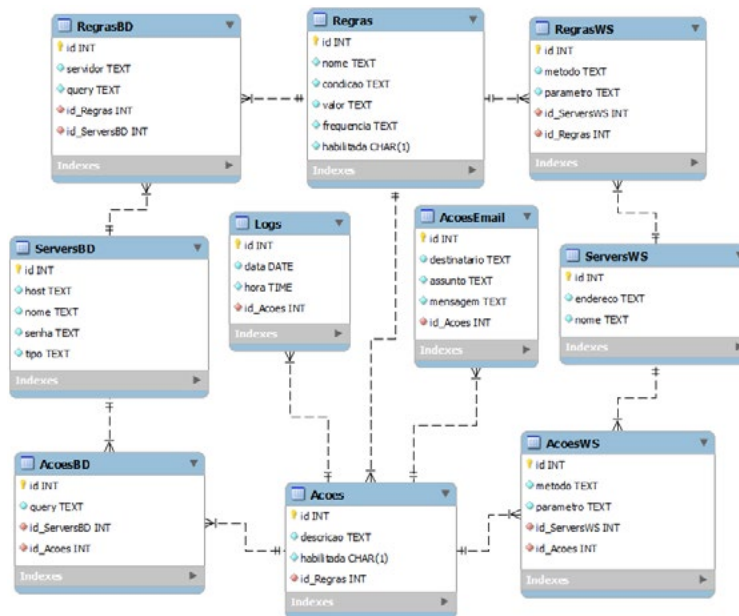 RegrasBD
id INT
servidor TEXT
query TEXT
id_Regras INT
id_ServersBD INT
Indexes
Regras
id INT
nome TEXT
condicao TEXT
valor TEXT
frequencia TEXT
habilitada CHAR(1)
Indexes
RegrasWS
id INT
metodo TEXT
parametro TEXT
id_ServersWS INT
id_Regras INT
Indexes
ServersBD
id INT
host TEXT
nome TEXT
senha TEXT
tipo TEXT
Indexes
Logs
id INT
data DATE
hora TIME
id_Acoes INT
Indexes
AcoesEmail
id INT
destinatario TEXT
assunto TEXT
mensagem TEXT
id_Acoes INT
Indexes
ServersWS
id INT
endereco TEXT
nome TEXT
Indexes
AcoesBD
id INT
query TEXT
id_ServersBD INT
id_Acoes INT
Indexes
Acoes
id INT
descricao TEXT
habilitada CHAR(1)
id_Regras INT
Indexes
AcoesWS
id INT
metodo TEXT
parametro TEXT
id_ServersWS INT
id_Acoes INT
Indexes